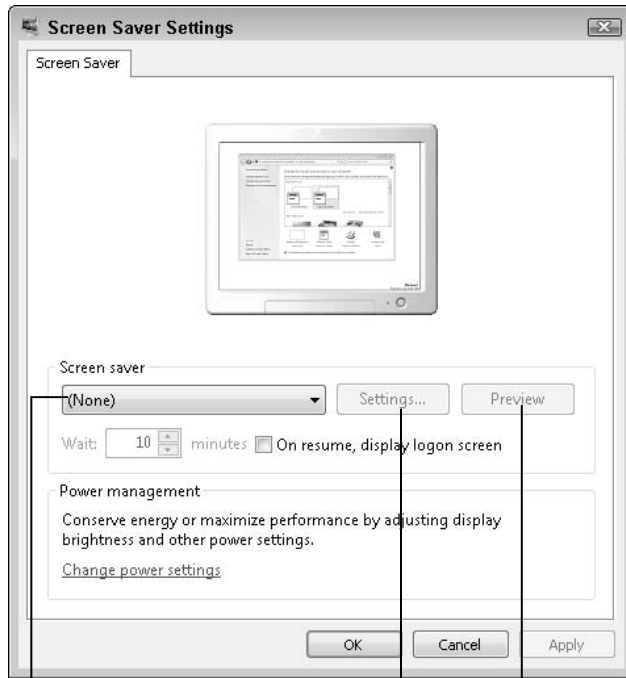 Screen Saver Settings
Screen Saver
Screen saver
(None)
Settings...
Preview
Wait: 10 minutes On resume, display logon screen
Power management
Conserve energy or maximize performance by adjusting display
brightness and other power settings.
Change power settings
OK
Cancel
Apply